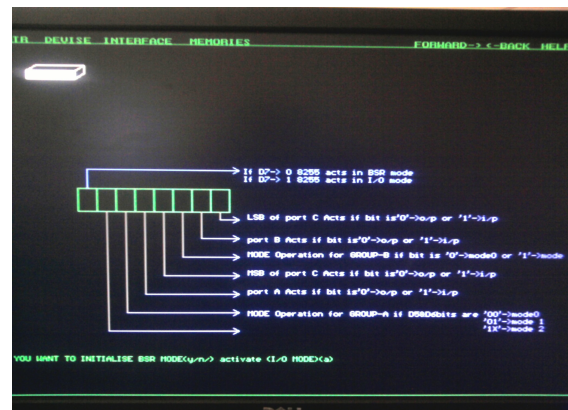 TR DEVISE INTERFACE MEMORIES FORWARD-> <-BACK HELP
If D7-> 0 8255 acts in BSR mode
If D7-> 1 8255 acts in I/O mode
LSB of port C Acts if bit is'0'->o/p or '1'->i/p
port B Acts if bit is'0'->o/p or '1'->i/p
MODE Operation for GROUP-B if bit is '0'->mode0 or '1'->mode
MSB of port C Acts if bit is'0'->o/p or '1'->i/p
port A Acts if bit is'0'->o/p or '1'->i/p
MODE Operation for GROUP-A if D5&D6bits are '00'->mode0
'01'->mode 1
'1X'->mode 2
YOU WANT TO INITIALISE BSR MODE(y/n/) activate (I/O MODE)(a)